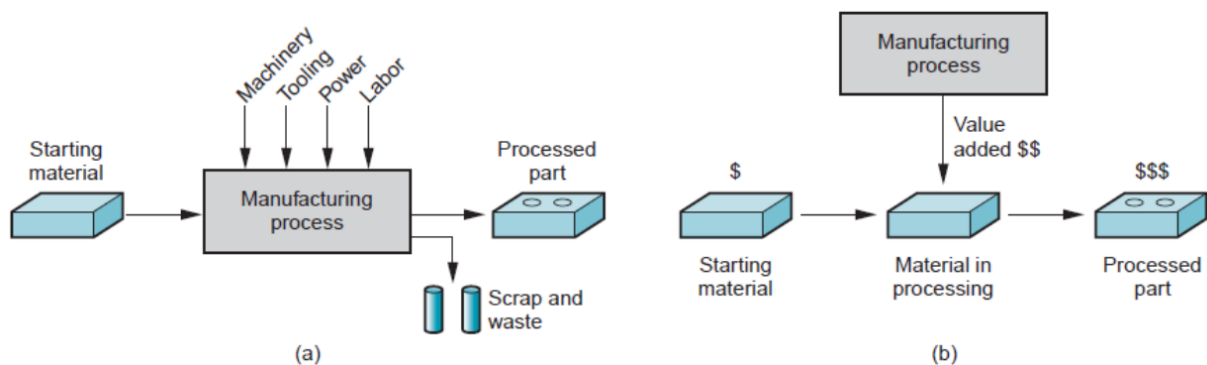 Machinery
Tooling
Power
Labor
Starting
material
Manufacturing
process
Processed
part
Scrap and
waste
(a)
Manufacturing
process
Value
added $$
$
$$$
Starting
material
Material in
processing
Processed
part
(b)